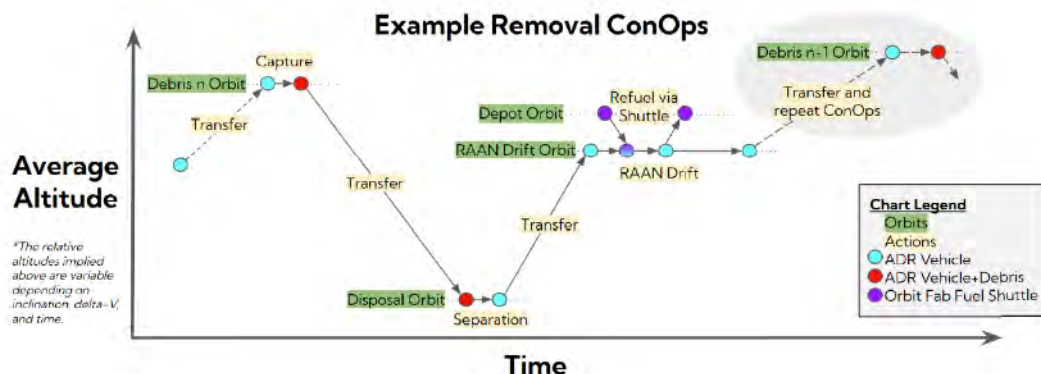 Example Removal ConOps
Capture
Debris n Orbit
Transfer
Debris n+1 Orbit
Refuel via
Shuttle
Depot Orbit
Transfer and
repeat ConOps
RAAN Drift Orbit
RAAN Drift
Average
Altitude
Transfer
Transfer
*The relative
altitudes implied
above are variable
depending on
inclination, delta-V,
and time.
Disposal Orbit
Separation
Chart Legend
Orbits
Actions
ADR Vehicle
ADR Vehicle+Debris
Orbit Fab Fuel Shuttle
Time